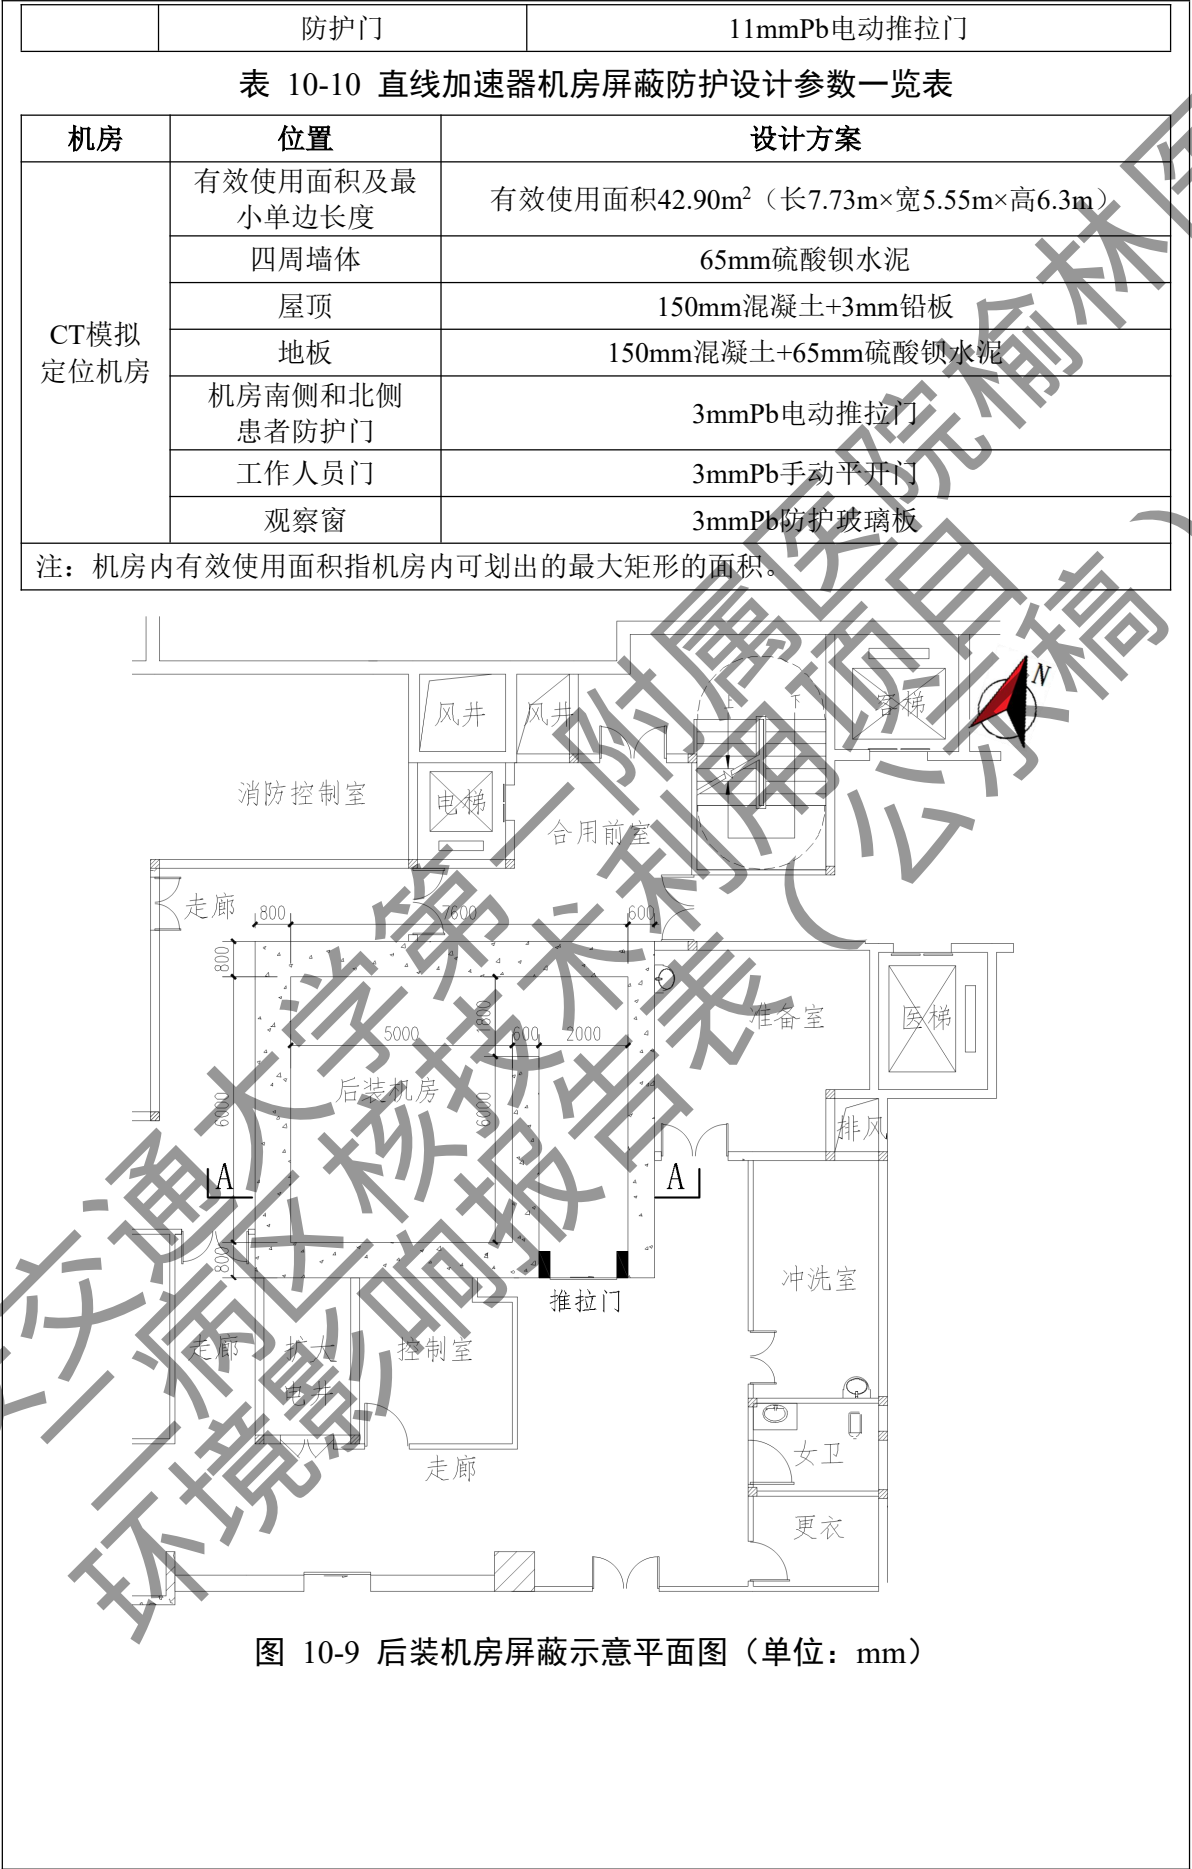 防护门 11mmPb电动推拉门
表 10-10 直线加速器机房屏蔽防护设计参数一览表
机房 位置 设计方案
CT模拟
定位机房
有效使用面积及最
小单边长度
有效使用面积42.90m²（长7.73m×宽5.55m×高6.3m）
四周墙体 65mm硫酸钡水泥
屋顶 150mm混凝土+3mm铅板
地板 150mm混凝土+65mm硫酸钡水泥
机房南侧和北侧
患者防护门
3mmPb电动推拉门
工作人员门 3mmPb手动平开门
观察窗 3mmPb防护玻璃板
注：机房内有效使用面积指机房内可划出的最大矩形的面积。
N
风井 风井 上 下 客梯
消防控制室 电梯
合用前室
走廊 800 7600 600
800
准备室 医梯
1800
5000 600 2000
后装机房
6000 6000
排风
A A
800
冲洗室
推拉门
走廊 扩大 控制室
电井
走廊
女卫
更衣
图 10-9 后装机房屏蔽示意平面图（单位：mm）
交通大学第一附属医院榆林医
病区核技术利用项目
环境影响报告表（公示稿）